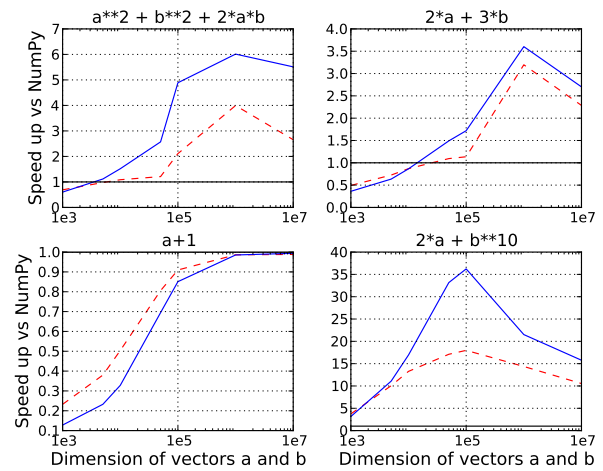 a**2 + b**2 + 2*a*b
7
6
5
4
3
2
1
0
1e3
1e5
1e7
Speed up vs NumPy
2*a + 3*b
4.0
3.5
3.0
2.5
2.0
1.5
1.0
0.5
0.0
1e3
1e5
1e7
a+1
1.0
0.9
0.8
0.7
0.6
0.5
0.4
0.3
0.2
0.1
1e3
1e5
1e7
Speed up vs NumPy
Dimension of vectors a and b
2*a + b**10
40
35
30
25
20
15
10
5
0
1e3
1e5
1e7
Dimension of vectors a and b